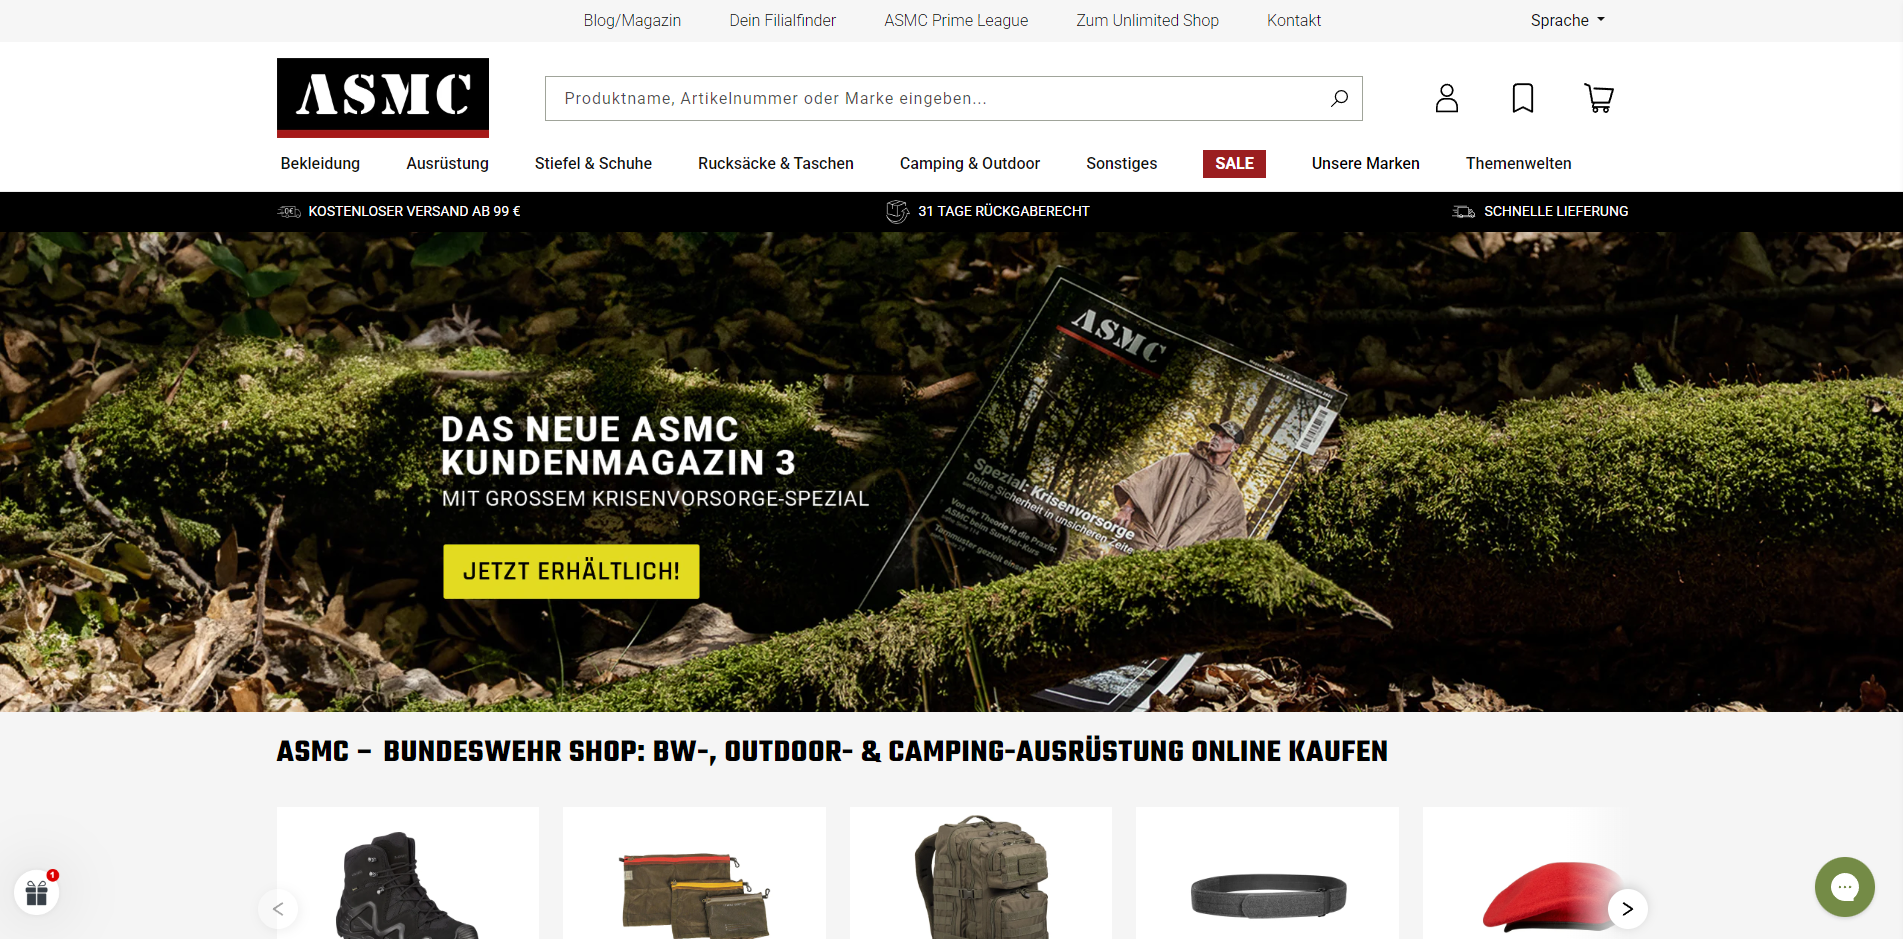 Blog/Magazin
Dein Filialfinder
ASMC Prime League
Zum Unlimited Shop
Kontakt
Sprache
ASMC
Produktname, Artikelnummer oder Marke eingeben...
Bekleidung
Ausrüstung
Stiefel & Schuhe
Rucksäcke & Taschen
Camping & Outdoor
Sonstiges
SALE
Unsere Marken
Themenwelten
KOSTENLOSER VERSAND AB 99 €
31 TAGE RÜCKGABERECHT
SCHNELLE LIEFERUNG
ASMC
DAS NEUE ASMC
KUNDENMAGAZIN 3
MIT GROSSEM KRISENVORSORGE-SPEZIAL
JETZT ERHÄLTLICH!
Spezial: Krisenvorsorge
Deine Sicherheit in unsicheren Zeite
Von der Theorie in die Praxis:
ASMC beim Survival-Kurs
Tarnmuster gezielt einse
ASMC – BUNDESWEHR SHOP: BW-, OUTDOOR- & CAMPING-AUSRÜSTUNG ONLINE KAUFEN
1